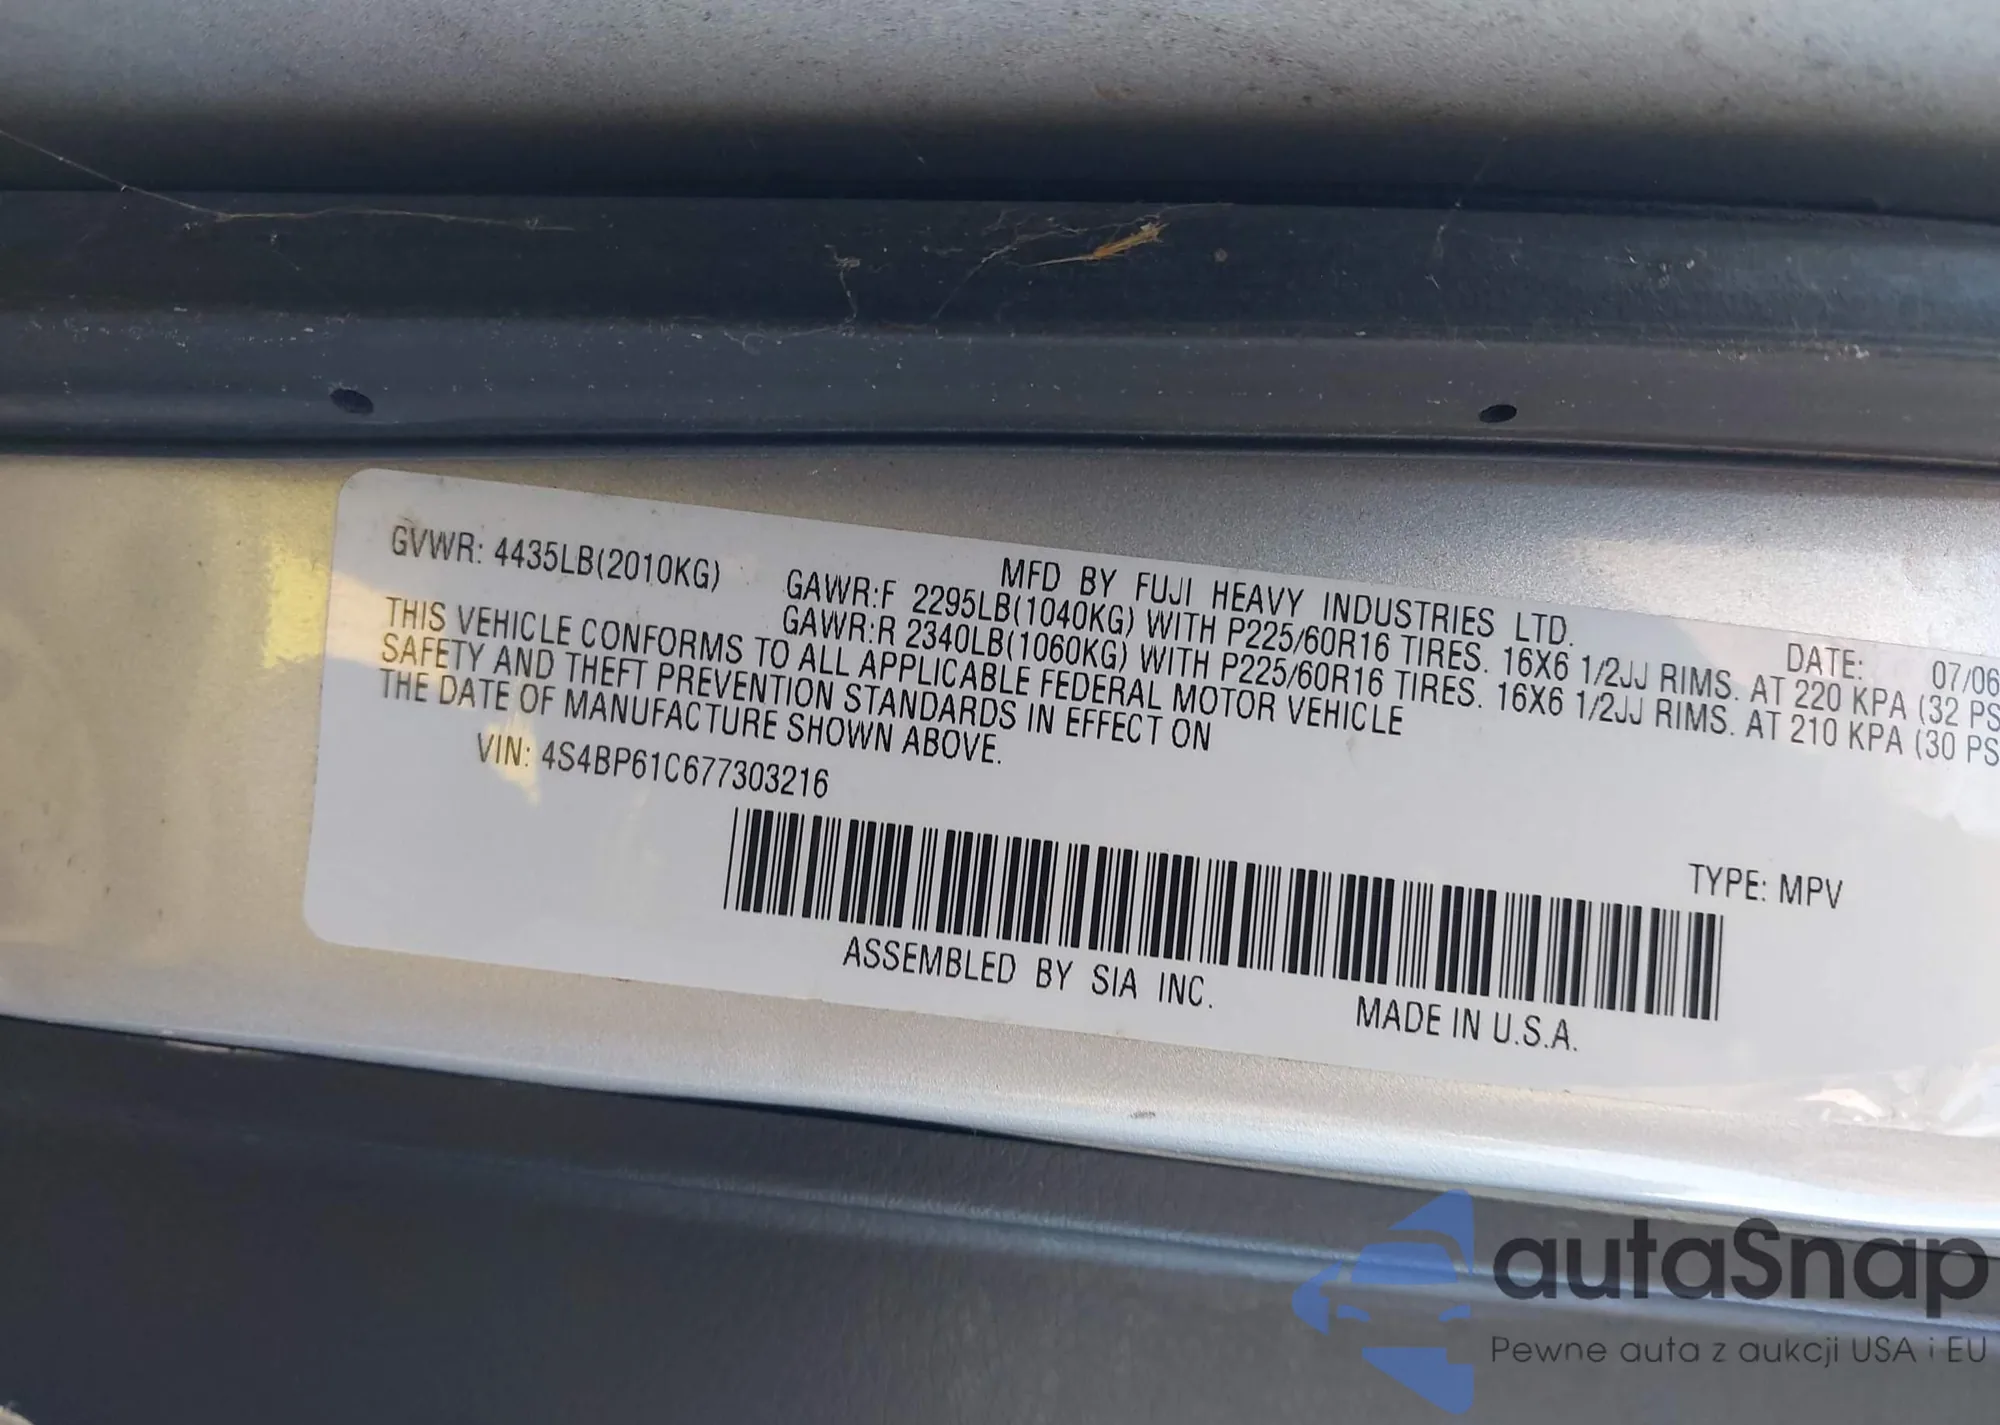 MFD BY FUJI HEAVY INDUSTRIES LTD. DATE: 07/06
GVWR: 4435LB(2010KG) GAWR:F 2295LB(1040KG) WITH P225/60R16 TIRES. 16X6 1/2JJ RIMS. AT 220 KPA (32 PS
GAWR:R 2340LB(1060KG) WITH P225/60R16 TIRES. 16X6 1/2JJ RIMS. AT 210 KPA (30 PS
THIS VEHICLE CONFORMS TO ALL APPLICABLE FEDERAL MOTOR VEHICLE
SAFETY AND THEFT PREVENTION STANDARDS IN EFFECT ON
THE DATE OF MANUFACTURE SHOWN ABOVE.
VIN: 4S4BP61C677303216 TYPE: MPV
ASSEMBLED BY SIA INC. MADE IN U.S.A.
autaSnap
Pewne auta z aukcji USA i EU